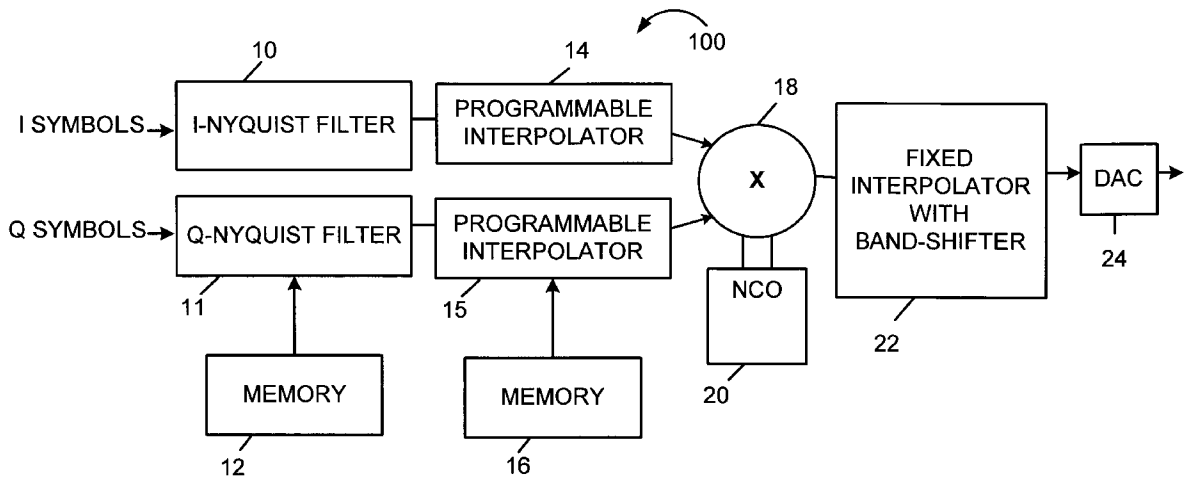 100
10
14
18
I SYMBOLS
I-NYQUIST FILTER
PROGRAMMABLE
INTERPOLATOR
X
FIXED
INTERPOLATOR
WITH
BAND-SHIFTER
DAC
24
Q SYMBOLS
Q-NYQUIST FILTER
PROGRAMMABLE
INTERPOLATOR
11
15
NCO
20
22
MEMORY
12
MEMORY
16